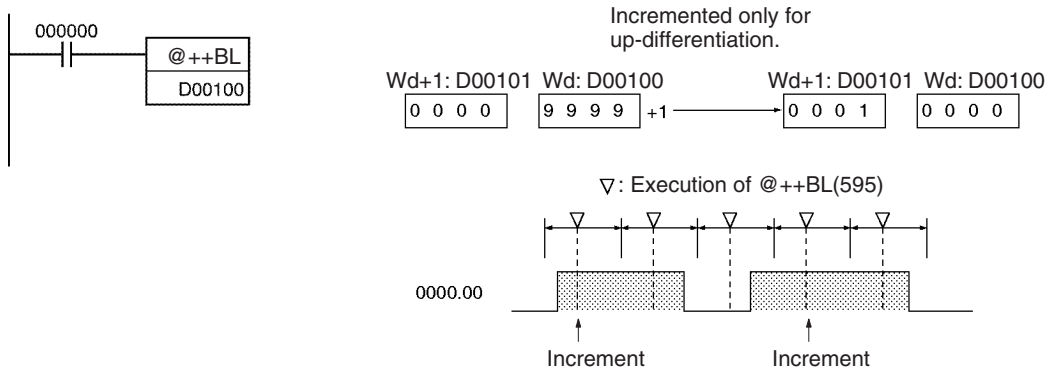 000000
@++BL
D00100
Incremented only for
up-differentiation.
Wd+1: D00101 Wd: D00100 Wd+1: D00101 Wd: D00100
0 0 0 0 9 9 9 9 +1 0 0 0 1 0 0 0 0
▽: Execution of @++BL(595)
0000.00
Increment Increment